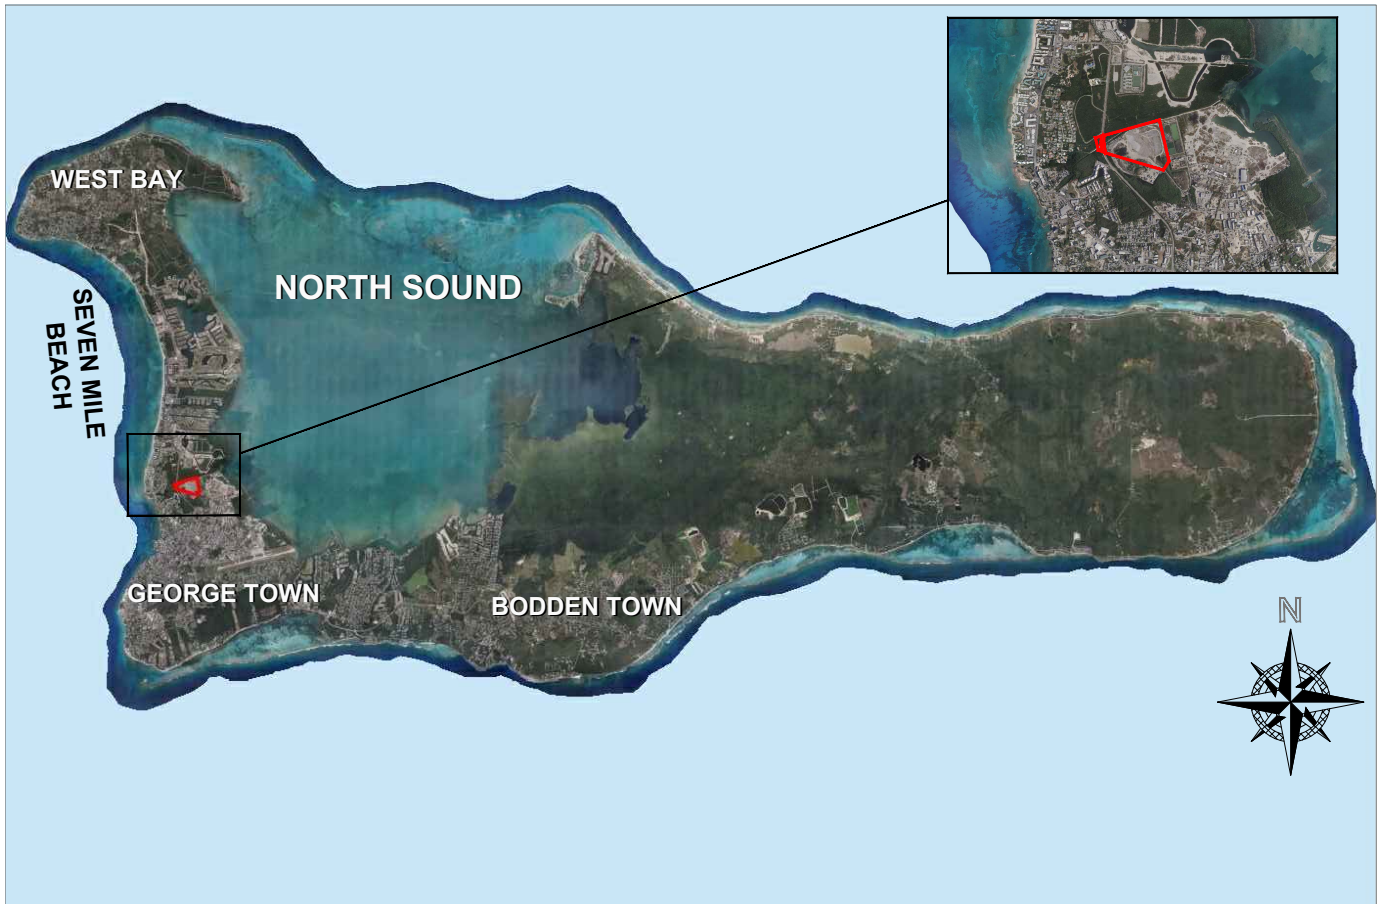 WEST BAY
NORTH SOUND
SEVEN MILE
BEACH
GEORGE TOWN
BODDEN TOWN
N